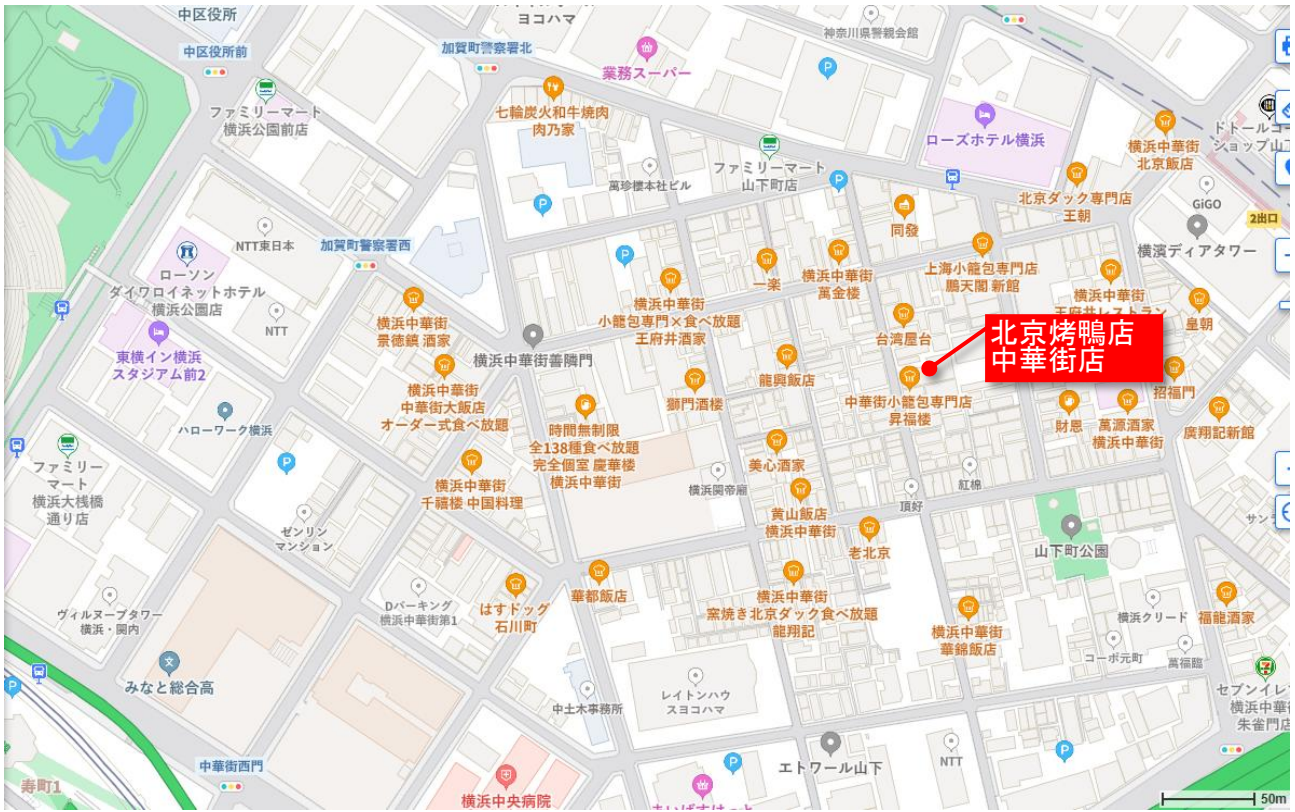 中区役所
ヨコハマ
中区役所前
加賀町警察署北
業務スーパー
神奈川県警親会館
ファミリーマート
横浜公園前店
七輪炭火和牛焼肉
肉乃家
ローズホテル横浜
横浜中華街
北京飯店
萬珍樓本社ビル
ファミリーマート
山下町店
北京ダック専門店
王朝
GiGO
2出口
横濱ディアタワー
NTT東日本
加賀町警察署西
同發
ローソン
ダイワロイネットホテル
横浜公園店
NTT
一楽
横浜中華街
萬金楼
上海小籠包専門店
鵬天閣 新館
横浜中華街
小籠包専門×食べ放題
王府井酒家
横浜中華街
王府井レストラン
皇朝
横浜中華街
景徳鎮 酒家
横浜中華街善隣門
台湾屋台
北京烤鴨店
中華街店
東横イン横浜
スタジアム前2
横浜中華街
中華街大飯店
オーダー式食べ放題
龍興飯店
獅門酒楼
中華街小籠包専門店
昇福楼
招福門
ハローワーク横浜
時間無制限
全138種食べ放題
完全個室 慶華楼
横浜中華街
財恩
萬源酒家
横浜中華街
廣翔記新館
ファミリー
マート
横浜大桟橋
通り店
横浜中華街
千禧楼 中国料理
美心酒家
横浜関帝廟
紅棉
頂好
黄山飯店
横浜中華街
ゼンリン
マンション
老北京
山下町公園
Dパーキング
横浜中華街第1
はすドッグ
石川町
華都飯店
横浜中華街
窯焼き北京ダック食べ放題
龍翔記
横浜中華街
華錦飯店
横浜クリード
福龍酒家
ヴィルヌーブタワー
横浜・関内
コーポ元町
萬福臨
みなと総合高
中土木事務所
レイトンハウ
スヨコハマ
朱雀門店
エトワール山下
NTT
中華街西門
寿町1
横浜中央病院
50m